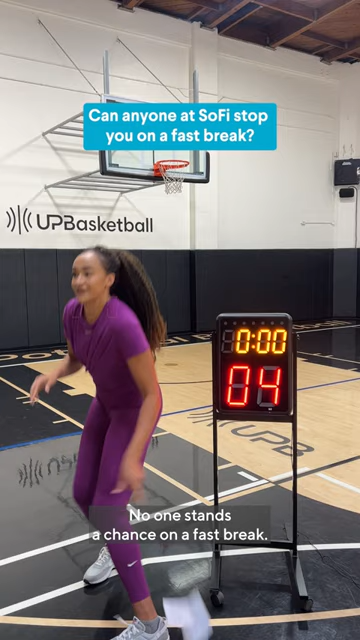 Can anyone at SoFi stop
you on a fast break?
UPBasketball
0:00
04
No one stands
a chance on a fast break.